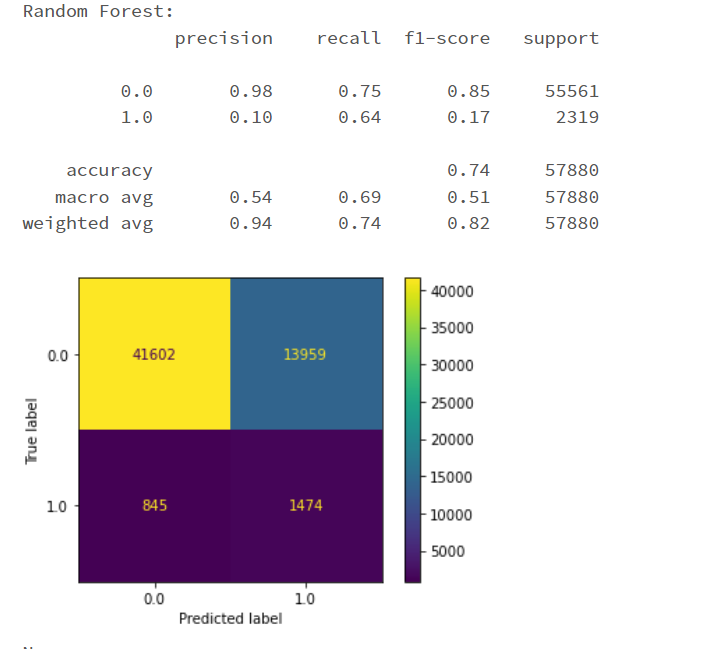 Random Forest:
precision recall f1-score support
0.0 0.98 0.75 0.85 55561
1.0 0.10 0.64 0.17 2319
accuracy 0.74 57880
macro avg 0.54 0.69 0.51 57880
weighted avg 0.94 0.74 0.82 57880
40000
35000
30000
25000
20000
15000
10000
5000
True label
0.0
41602 13959
1.0
845 1474
0.0 1.0
Predicted label